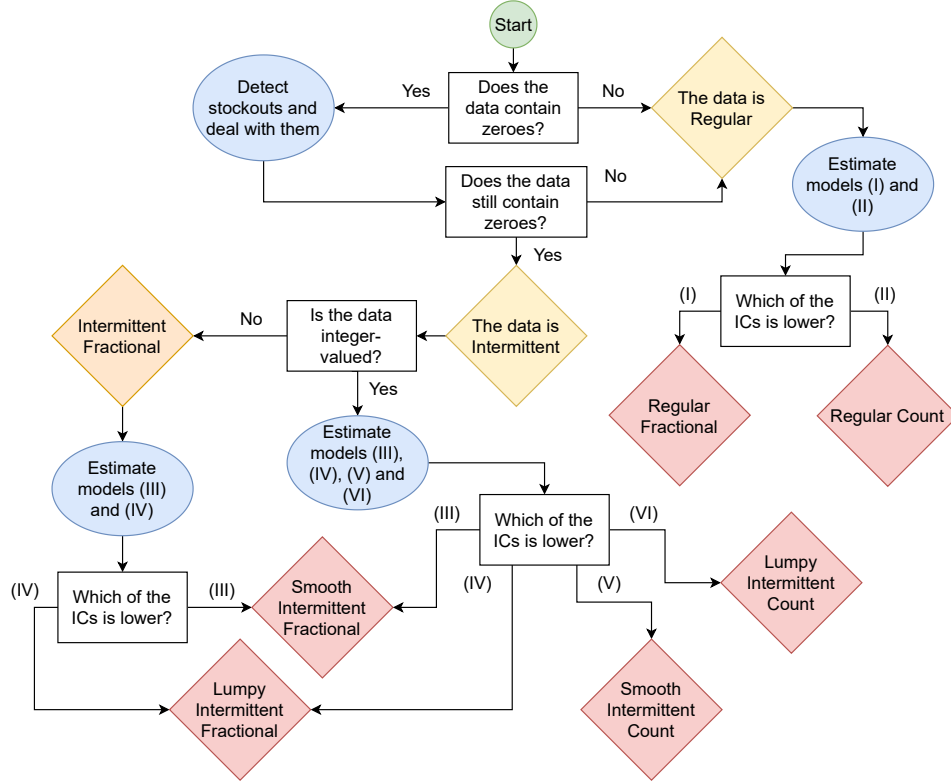 Start
Does the
data contain
zeroes?
Yes
No
Detect
stockouts and
deal with them
The data is
Regular
Does the data
still contain
zeroes?
No
Yes
Estimate
models (I) and
(II)
Which of the
ICs is lower?
(I)
(II)
Regular
Fractional
Regular Count
The data is
Intermittent
Is the data
integer-
valued?
No
Yes
Intermittent
Fractional
Estimate
models (III)
and (IV)
Estimate
models (III),
(IV), (V) and
(VI)
Which of the
ICs is lower?
(III)
(IV)
(V)
(VI)
Which of the
ICs is lower?
(IV)
(III)
Smooth
Intermittent
Fractional
Lumpy
Intermittent
Count
Lumpy
Intermittent
Fractional
Smooth
Intermittent
Count